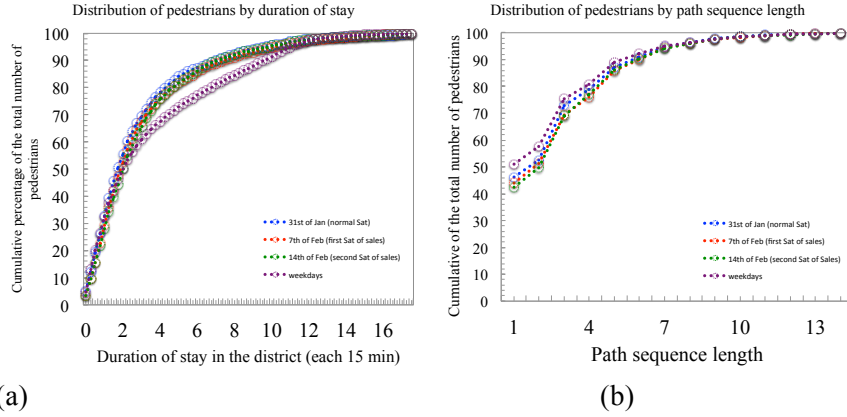 Distribution of pedestrians by duration of stay
Cumulative percentage of the total number of
pedestrians
100
90
80
70
60
50
40
30
20
10
0
31st of Jan (normal Sat)
7th of Feb (first Sat of sales)
14th of Feb (second Sat of sales)
weekdays
0 2 4 6 8 10 12 14 16
Duration of stay in the district (each 15 min)
(a)
Distribution of pedestrians by path sequence length
Cumulative of the total number of pedestrians
100
90
80
70
60
50
40
30
20
10
0
31st of Jan (normal Sat)
7th of Feb (first Sat of sales)
14th of Feb (second Sat of Sales)
weekdays
1 4 7 10 13
Path sequence length
(b)